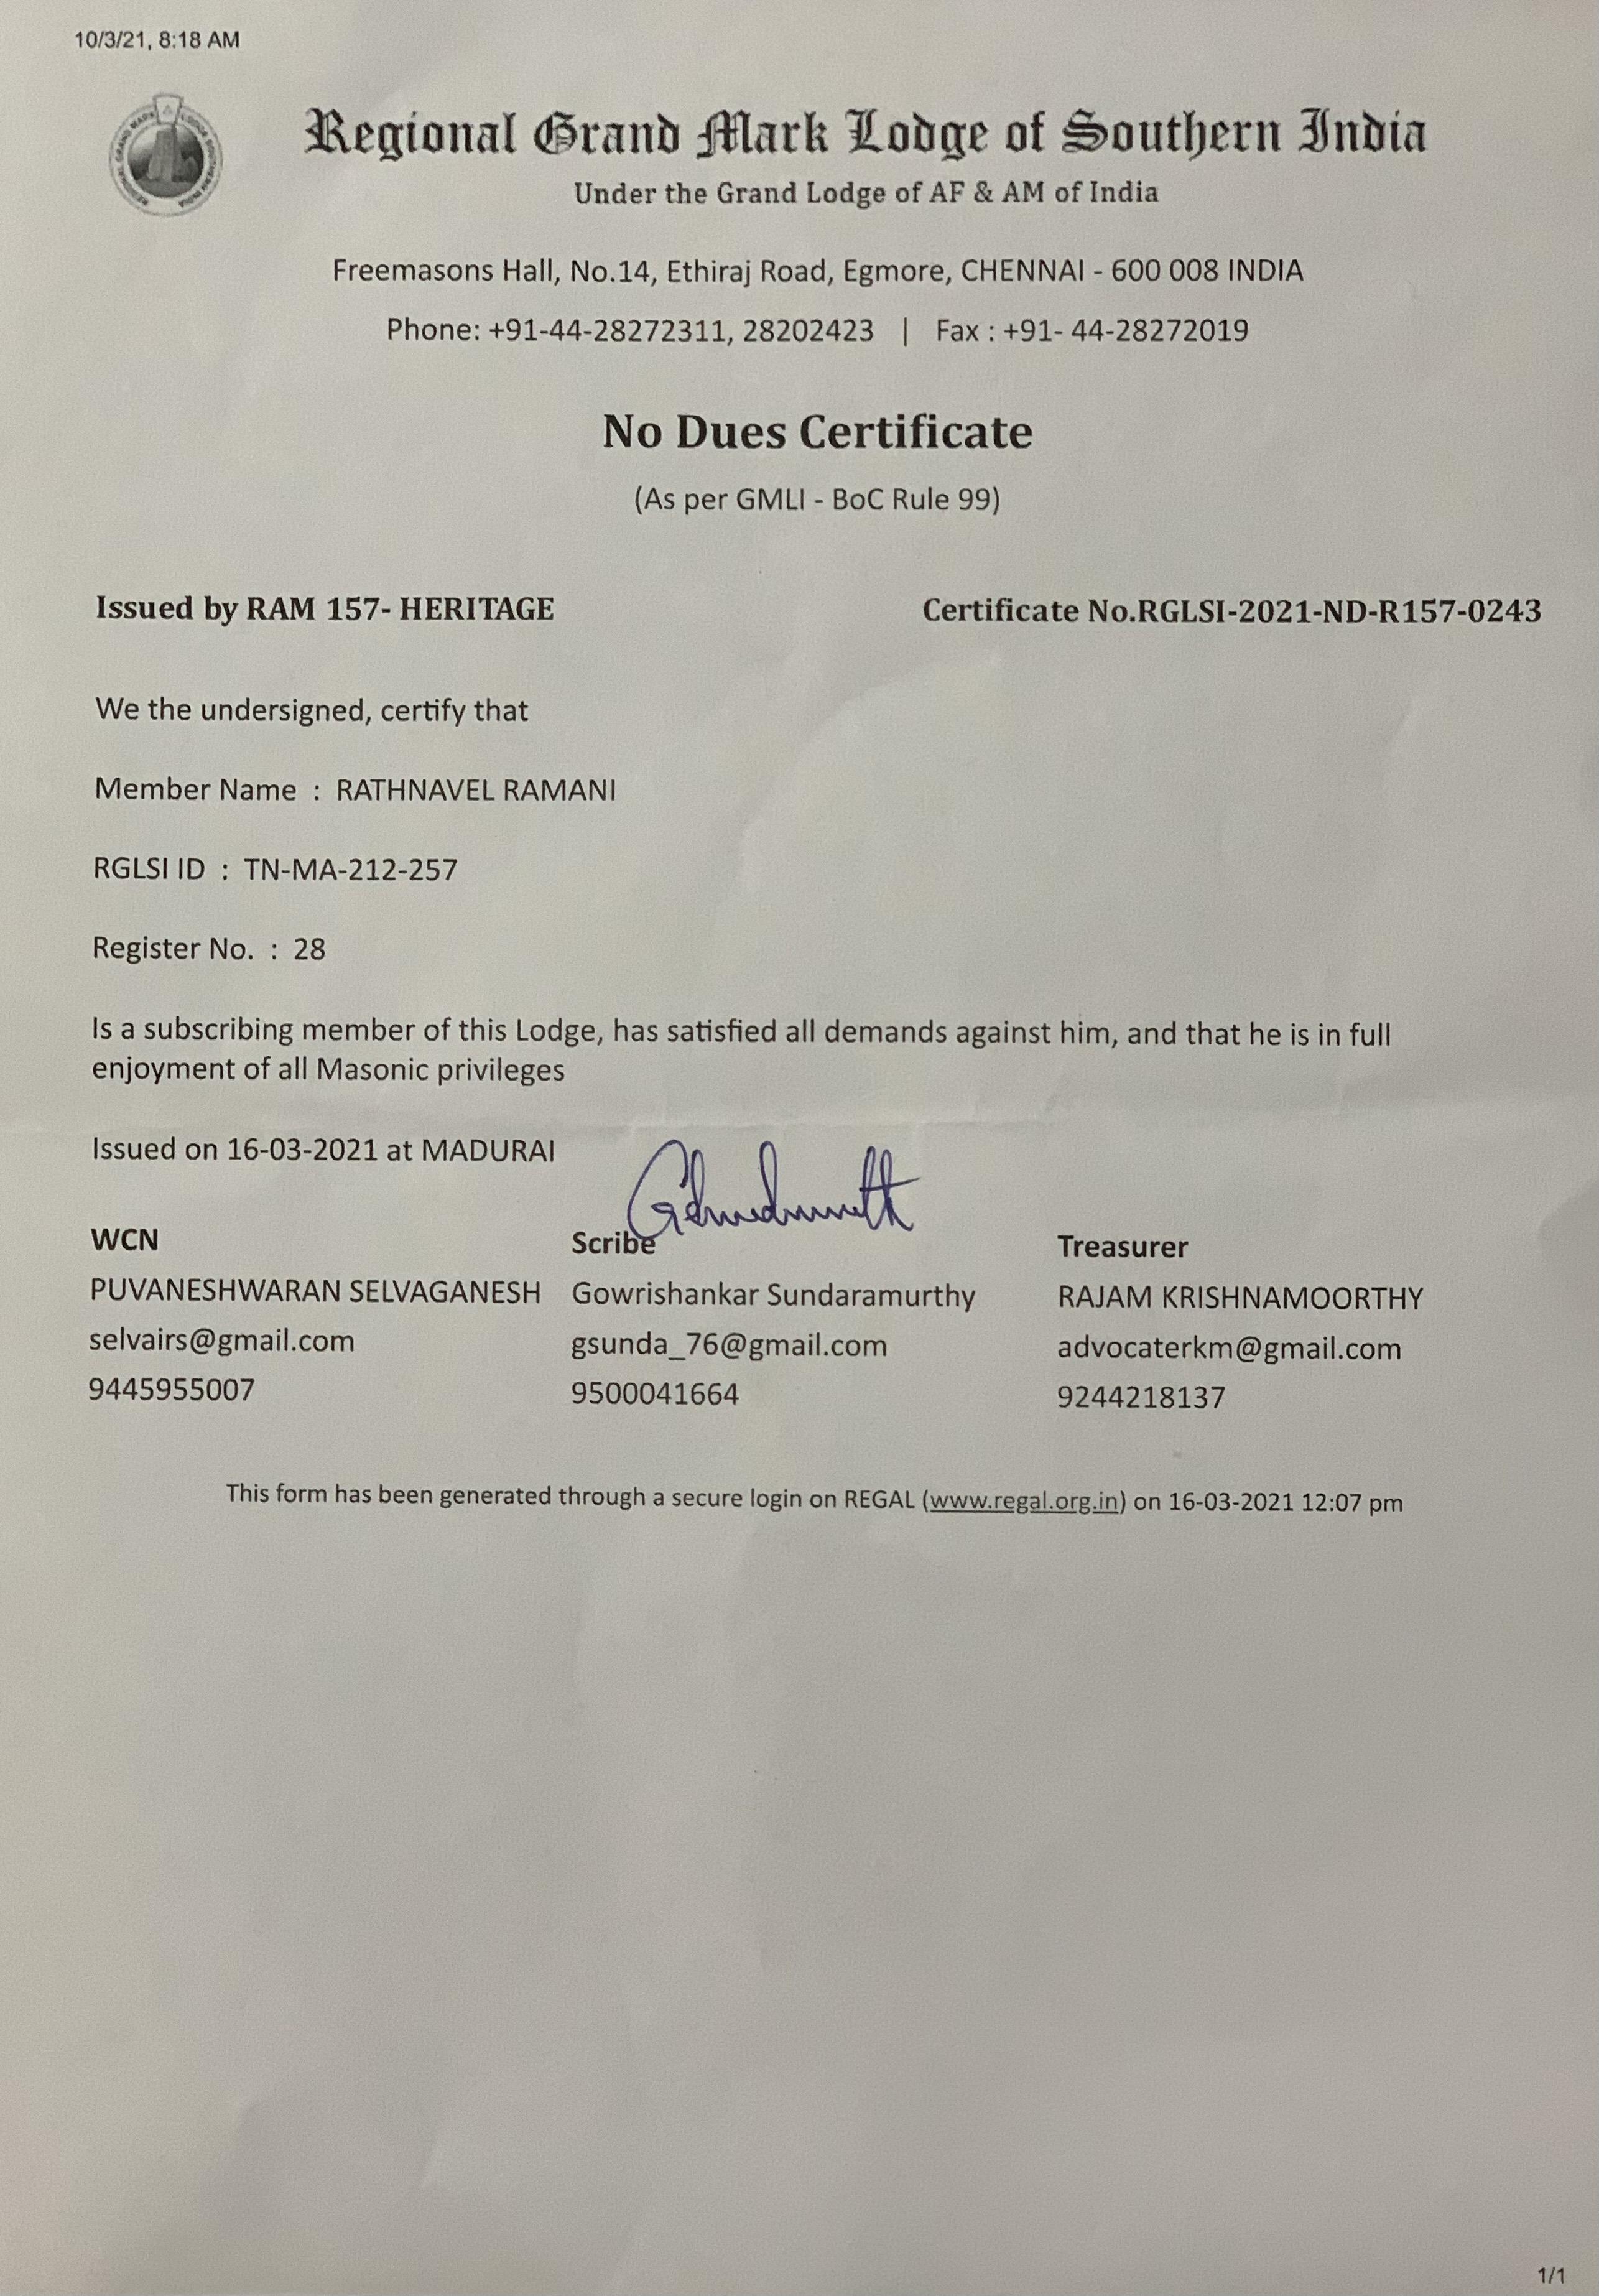 10/3/21, 8:18 AM
Regional Grand Mark Lodge of Southern India
Under the Grand Lodge of AF & AM of India
Freemasons Hall, No.14, Ethiraj Road, Egmore, CHENNAI - 600 008 INDIA
Phone: +91-44-28272311, 28202423 | Fax : +91- 44-28272019
No Dues Certificate
(As per GMLI - BoC Rule 99)
Issued by RAM 157- HERITAGE Certificate No.RGLSI-2021-ND-R157-0243
We the undersigned, certify that
Member Name : RATHNAVEL RAMANI
RGLSI ID : TN-MA-212-257
Register No. : 28
Is a subscribing member of this Lodge, has satisfied all demands against him, and that he is in full
enjoyment of all Masonic privileges
Issued on 16-03-2021 at MADURAI
WCN Scribe Treasurer
PUVANESHWARAN SELVAGANESH Gowrishankar Sundaramurthy RAJAM KRISHNAMOORTHY
selvairs@gmail.com gsunda_76@gmail.com advocaterkm@gmail.com
9445955007 9500041664 9244218137
This form has been generated through a secure login on REGAL (www.regal.org.in) on 16-03-2021 12:07 pm
1/1